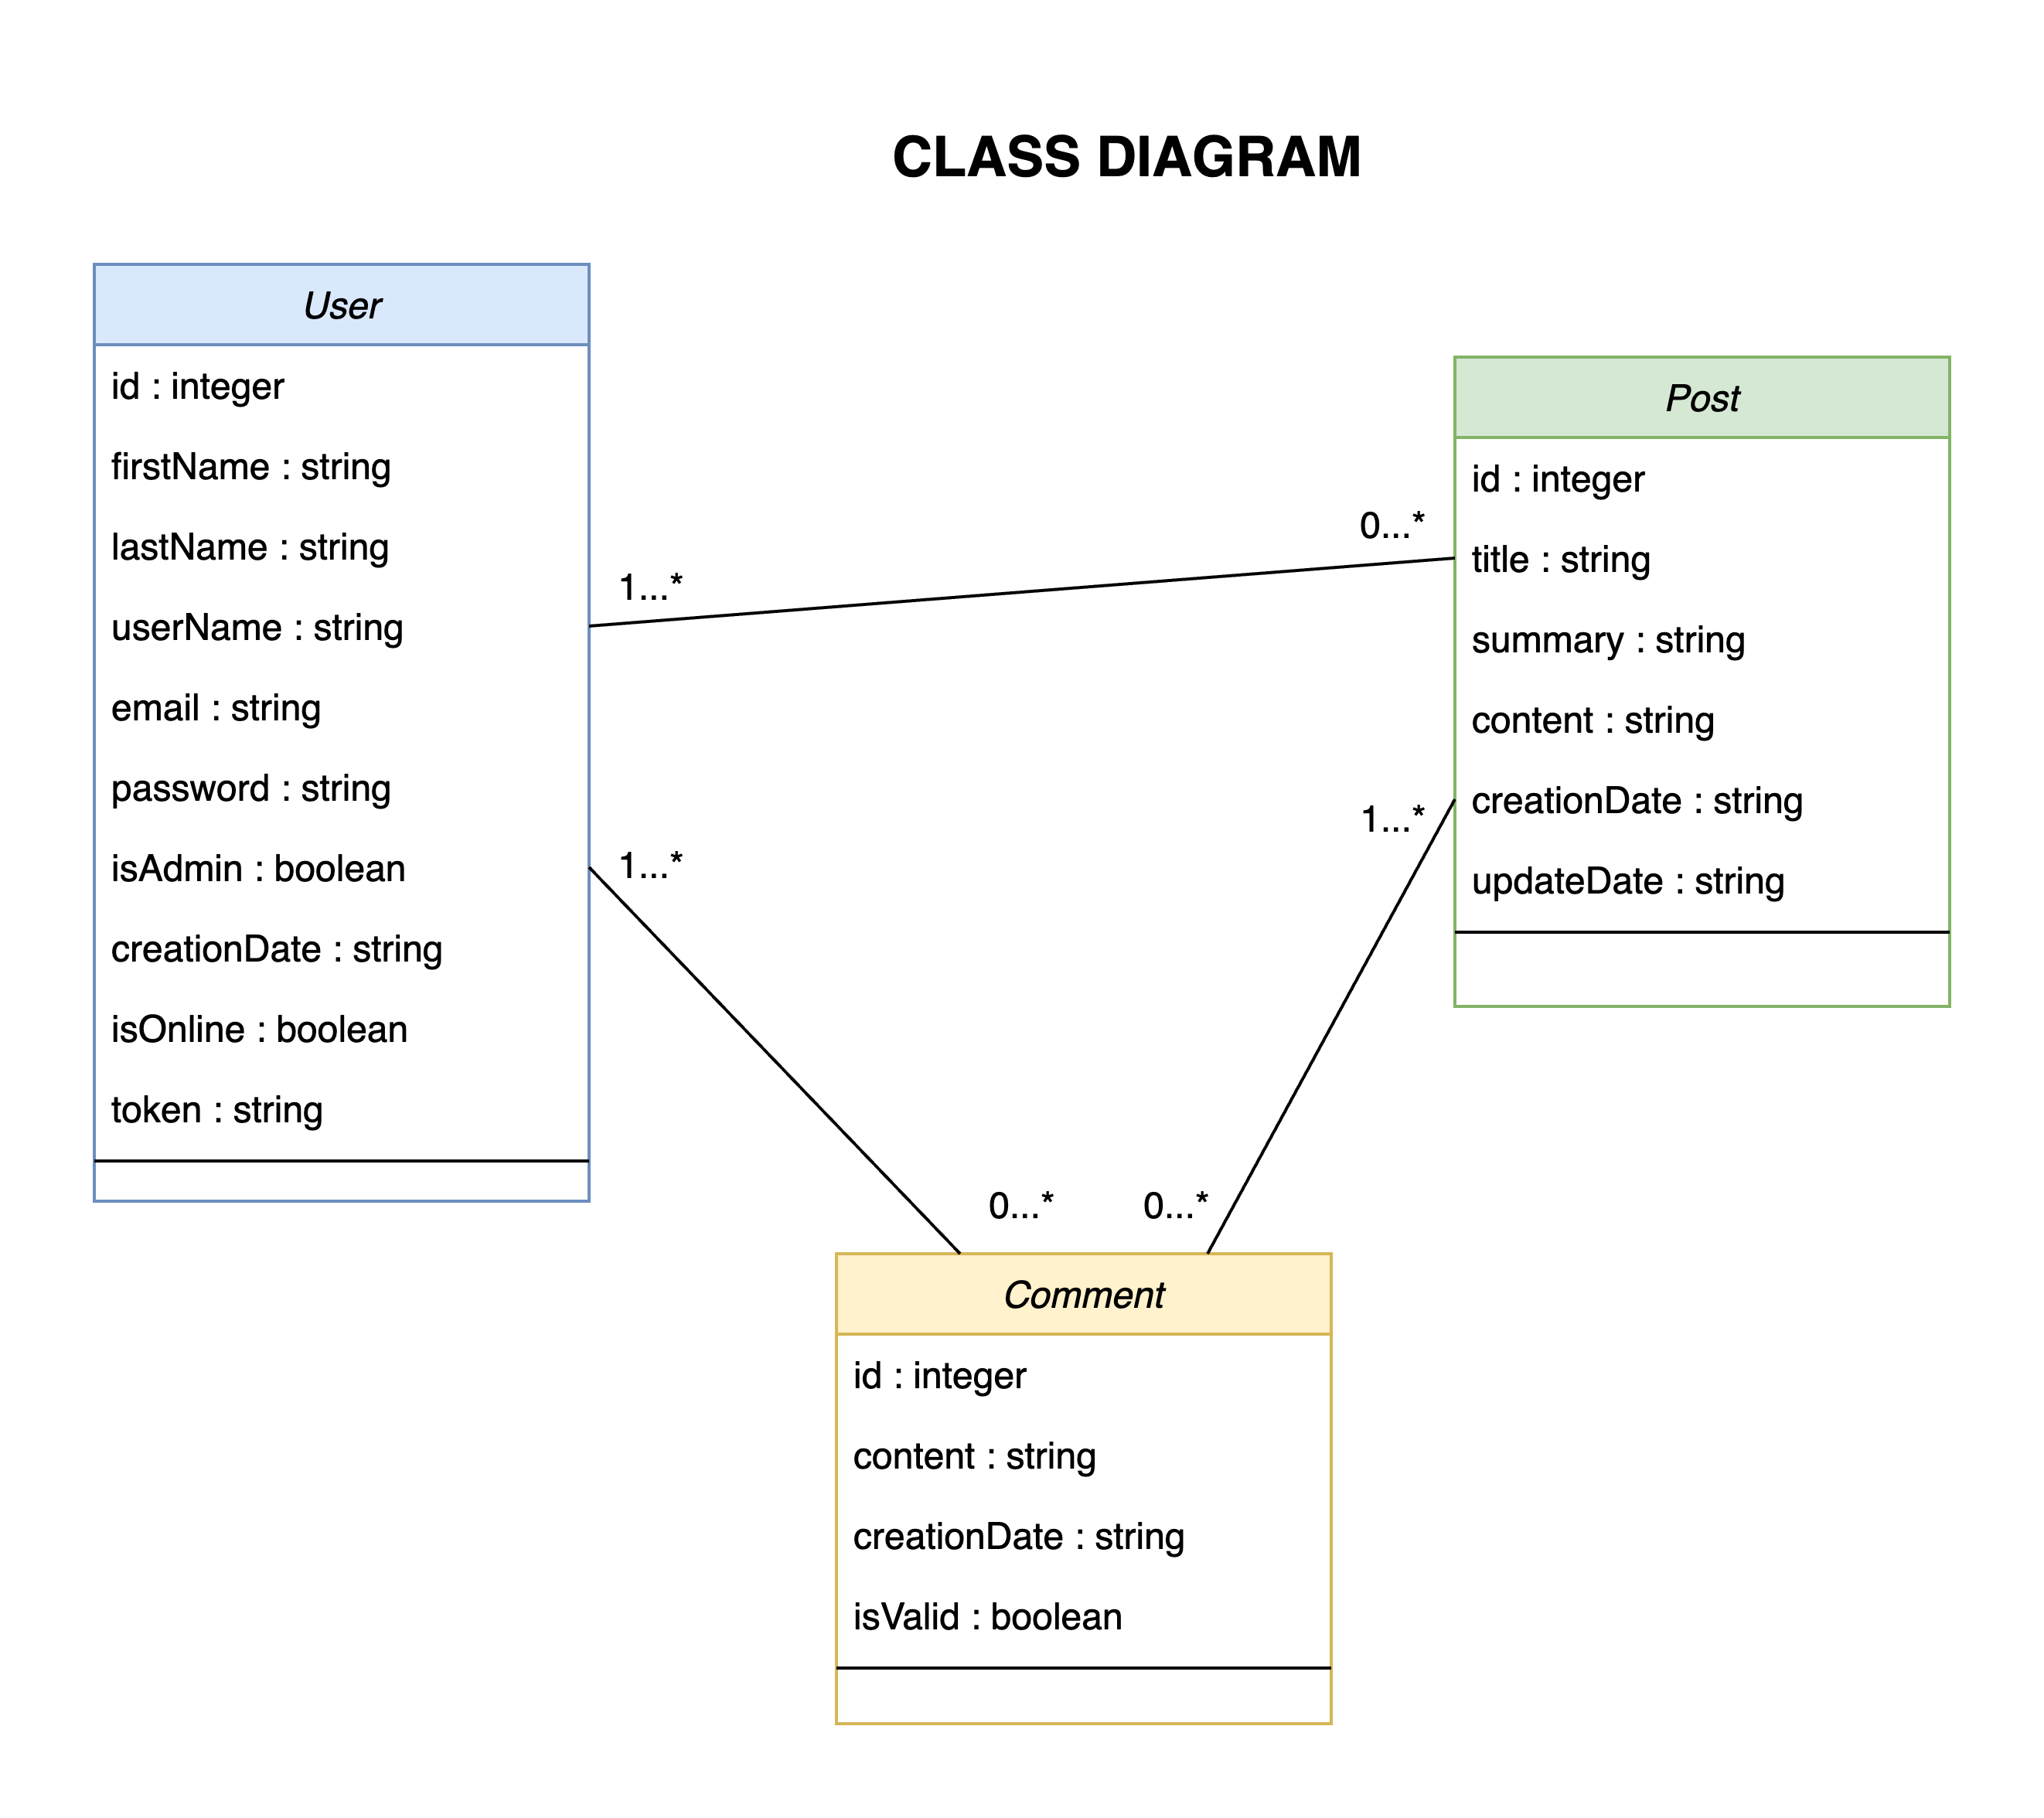 CLASS DIAGRAM
User
id : integer
firstName : string
lastName : string
userName : string
email : string
password : string
isAdmin : boolean
creationDate : string
isOnline : boolean
token : string
1...*
0...*
1...*
1...*
0...*
0...*
Post
id : integer
title : string
summary : string
content : string
creationDate : string
updateDate : string
Comment
id : integer
content : string
creationDate : string
isValid : boolean